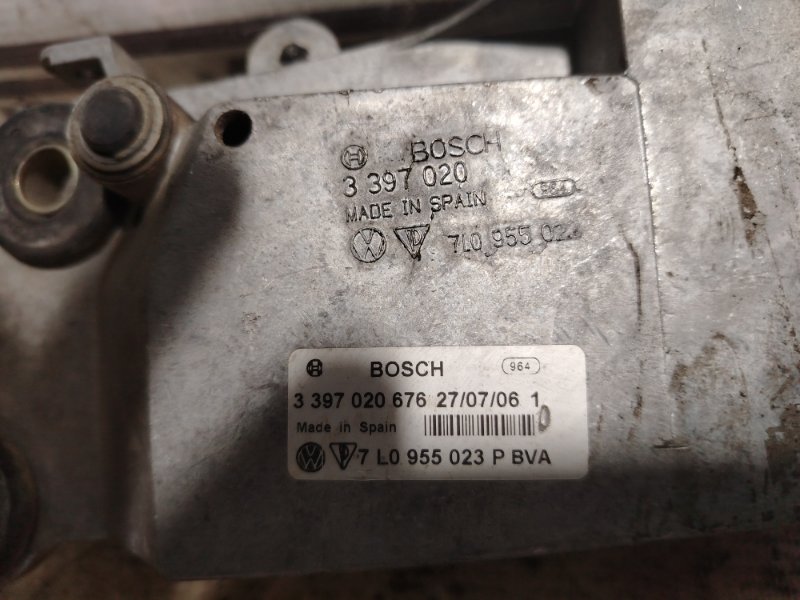 BOSCH
3 397 020
MADE IN SPAIN 964
7L0 955 02
BOSCH 964
3 397 020 676 27/07/06 1
Made in Spain
7 L0 955 023 P BVA